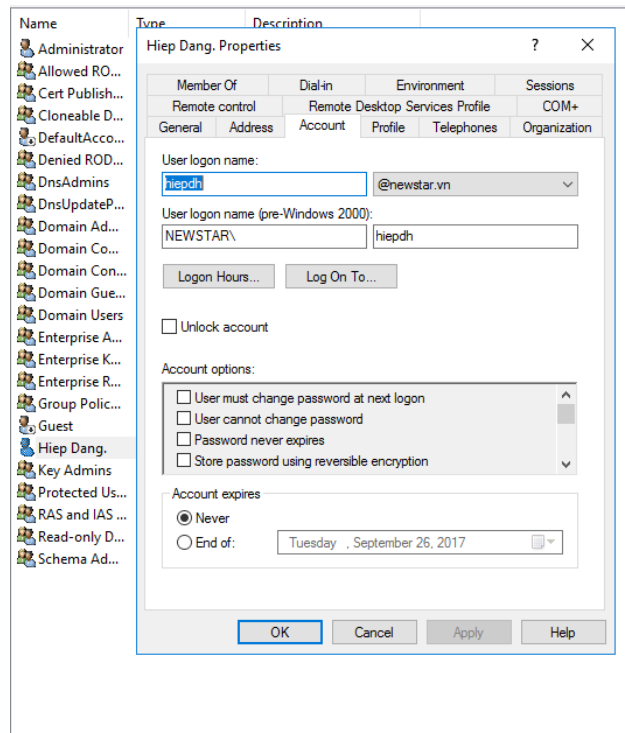 Name Type Description
Administrator
Allowed RO...
Cert Publish...
Cloneable D...
DefaultAcco...
Denied ROD...
DnsAdmins
DnsUpdateP...
Domain Ad...
Domain Co...
Domain Con...
Domain Gue...
Domain Users
Enterprise A...
Enterprise K...
Enterprise R...
Group Polic...
Guest
Hiep Dang.
Key Admins
Protected Us...
RAS and IAS ...
Read-only D...
Schema Ad...
Hiep Dang. Properties ?
Member Of Dial-in Environment Sessions
Remote control Remote Desktop Services Profile COM+
General Address Account Profile Telephones Organization
User logon name:
hiepdh @newstar.vn
User logon name (pre-Windows 2000):
NEWSTAR\ hiepdh
Logon Hours... Log On To...
Unlock account
Account options:
User must change password at next logon
User cannot change password
Password never expires
Store password using reversible encryption
Account expires
Never
End of: Tuesday , September 26, 2017
OK Cancel Apply Help